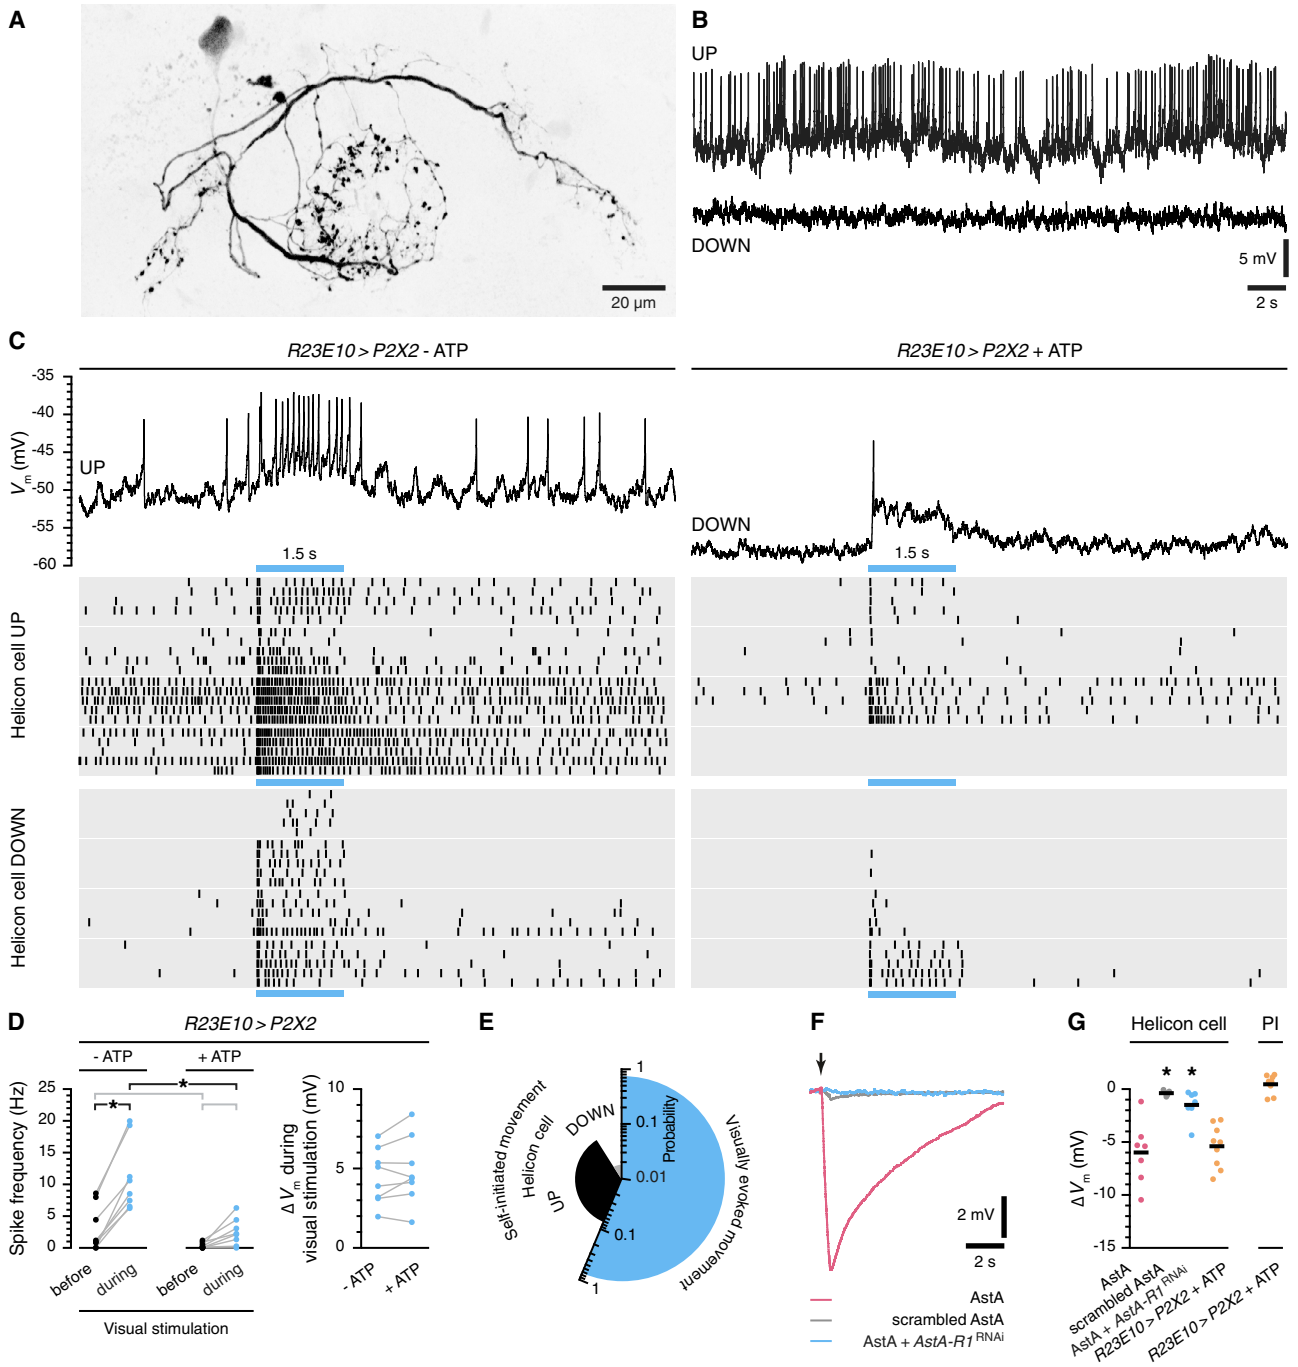 A
20 µm
B
UP
DOWN
5 mV
2 s
C
R23E10 > P2X2 - ATP
R23E10 > P2X2 + ATP
-35
-40
-45
-50
-55
-60
Vm (mV)
UP
1.5 s
DOWN
1.5 s
Helicon cell UP
Helicon cell DOWN
D
R23E10 > P2X2
- ATP
+ ATP
*
*
25
20
15
10
5
0
Spike frequency (Hz)
before
during
before
during
Visual stimulation
10
5
0
ΔVm during
visual stimulation (mV)
- ATP
+ ATP
E
Self-initiated movement
Helicon cell
UP
DOWN
Probability
1
0.1
0.01
0.1
1
Visually evoked movement
F
2 mV
2 s
AstA
scrambled AstA
AstA + AstA-R1 RNAi
G
Helicon cell
PI
* *
0
-5
-10
-15
ΔVm (mV)
AstA
scrambled AstA
AstA + AstA-R1 RNAi
R23E10 > P2X2 + ATP
R23E10 > P2X2 + ATP